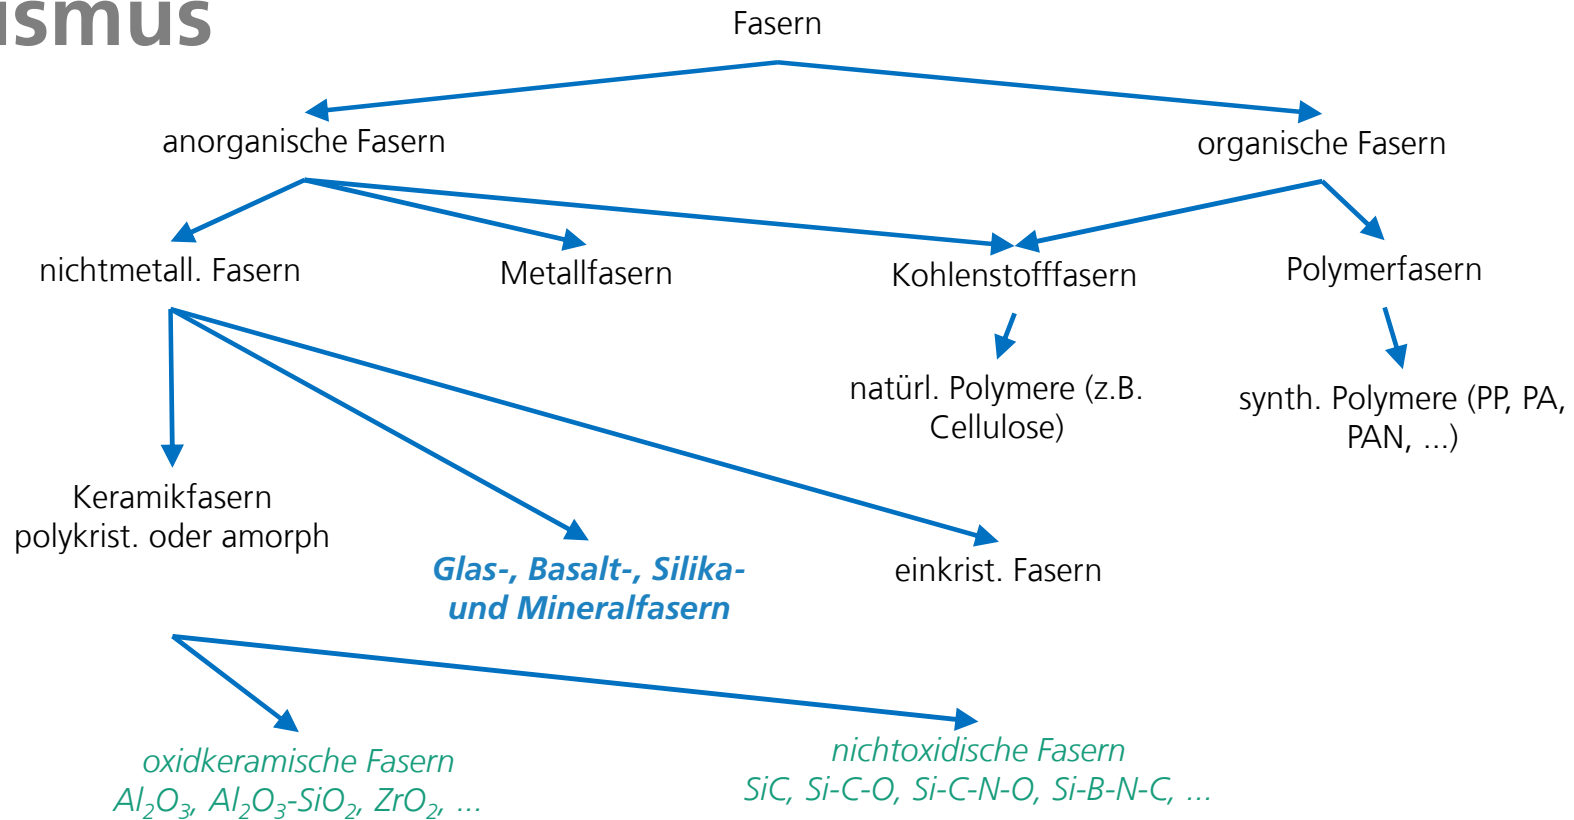 Fasern
anorganische Fasern
organische Fasern
nichtmetall. Fasern
Metallfasern
Kohlenstofffasern
Polymerfasern
natürl. Polymere (z.B.
Cellulose)
synth. Polymere (PP, PA,
PAN, ...)
Keramikfasern
polykrist. oder amorph
Glas-, Basalt-, Silika-
und Mineralfasern
einkrist. Fasern
oxidkeramische Fasern
Al₂O₃, Al₂O₃-SiO₂, ZrO₂, ...
nichtoxidische Fasern
SiC, Si-C-O, Si-C-N-O, Si-B-N-C, ...